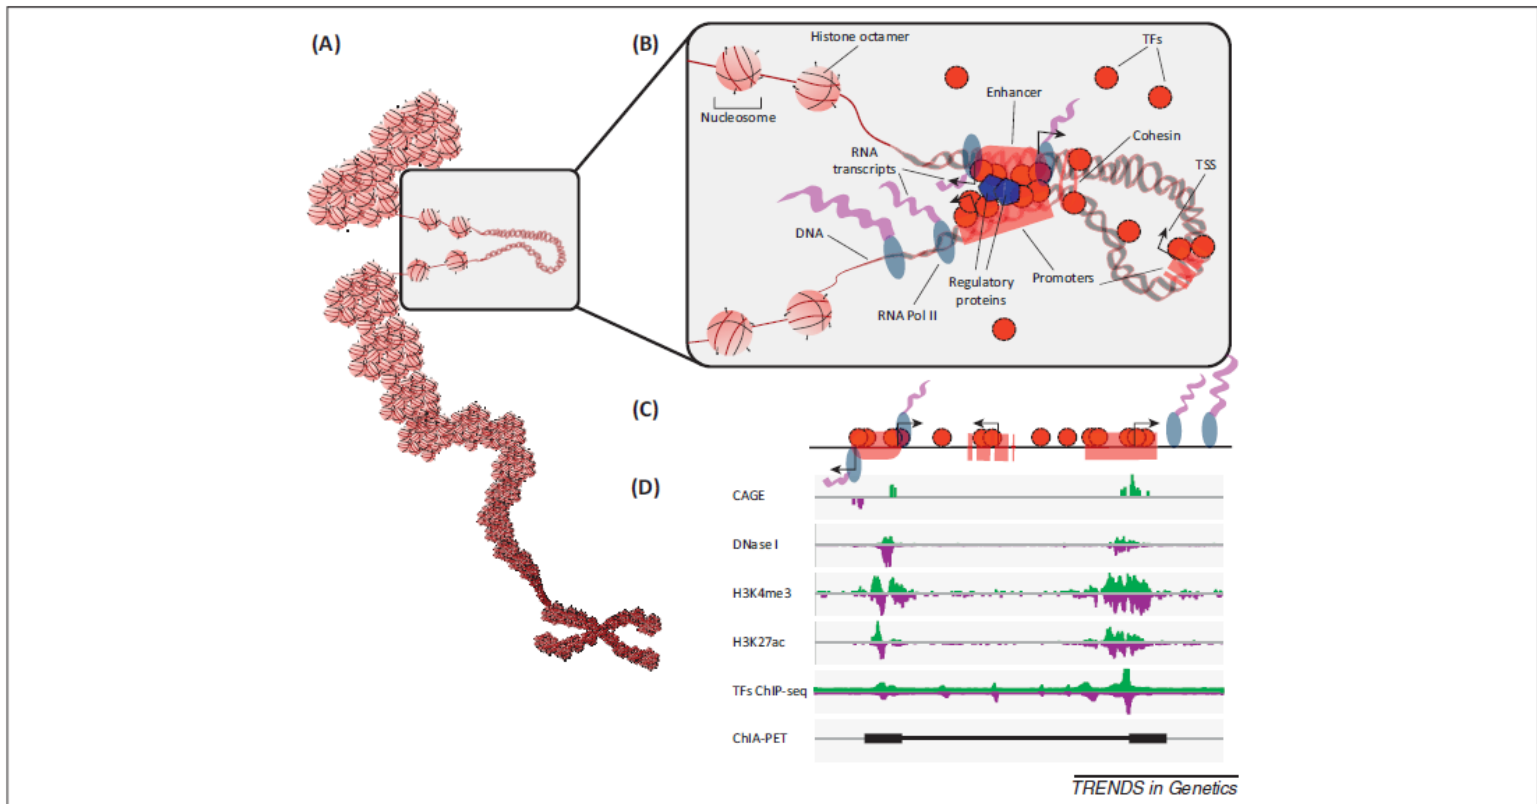 (A)
(B)
Histone octamer
TFs
Enhancer
Nucleosome
Cohesin
RNA
transcripts
TSS
DNA
Regulatory
proteins
Promoters
RNA Pol II
(C)
(D)
CAGE
DNase I
H3K4me3
H3K27ac
TFs ChIP-seq
ChIA-PET
TRENDS in Genetics